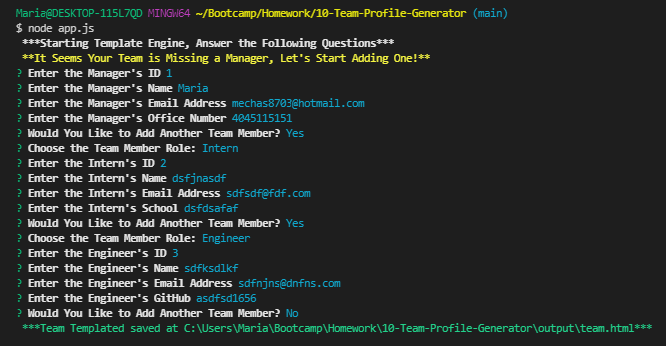 Maria@DESKTOP-115L7QD MINGW64 ~/Bootcamp/Homework/10-Team-Profile-Generator (main)
$ node app.js
***Starting Template Engine, Answer the Following Questions***
**It Seems Your Team is Missing a Manager, Let's Start Adding One!**
? Enter the Manager's ID 1
? Enter the Manager's Name Maria
? Enter the Manager's Email Address mechas8703@hotmail.com
? Enter the Manager's Office Number 4045115151
? Would You Like to Add Another Team Member? Yes
? Choose the Team Member Role: Intern
? Enter the Intern's ID 2
? Enter the Intern's Name dsfjnasdf
? Enter the Intern's Email Address sdfsdf@fdf.com
? Enter the Intern's School dsfdsafaf
? Would You Like to Add Another Team Member? Yes
? Choose the Team Member Role: Engineer
? Enter the Engineer's ID 3
? Enter the Engineer's Name sdfksdlkf
? Enter the Engineer's Email Address sdfnjns@dnfns.com
? Enter the Engineer's GitHub asdfsd1656
? Would You Like to Add Another Team Member? No
***Team Templated saved at C:\Users\Maria\Bootcamp\Homework\10-Team-Profile-Generator\output\team.html***